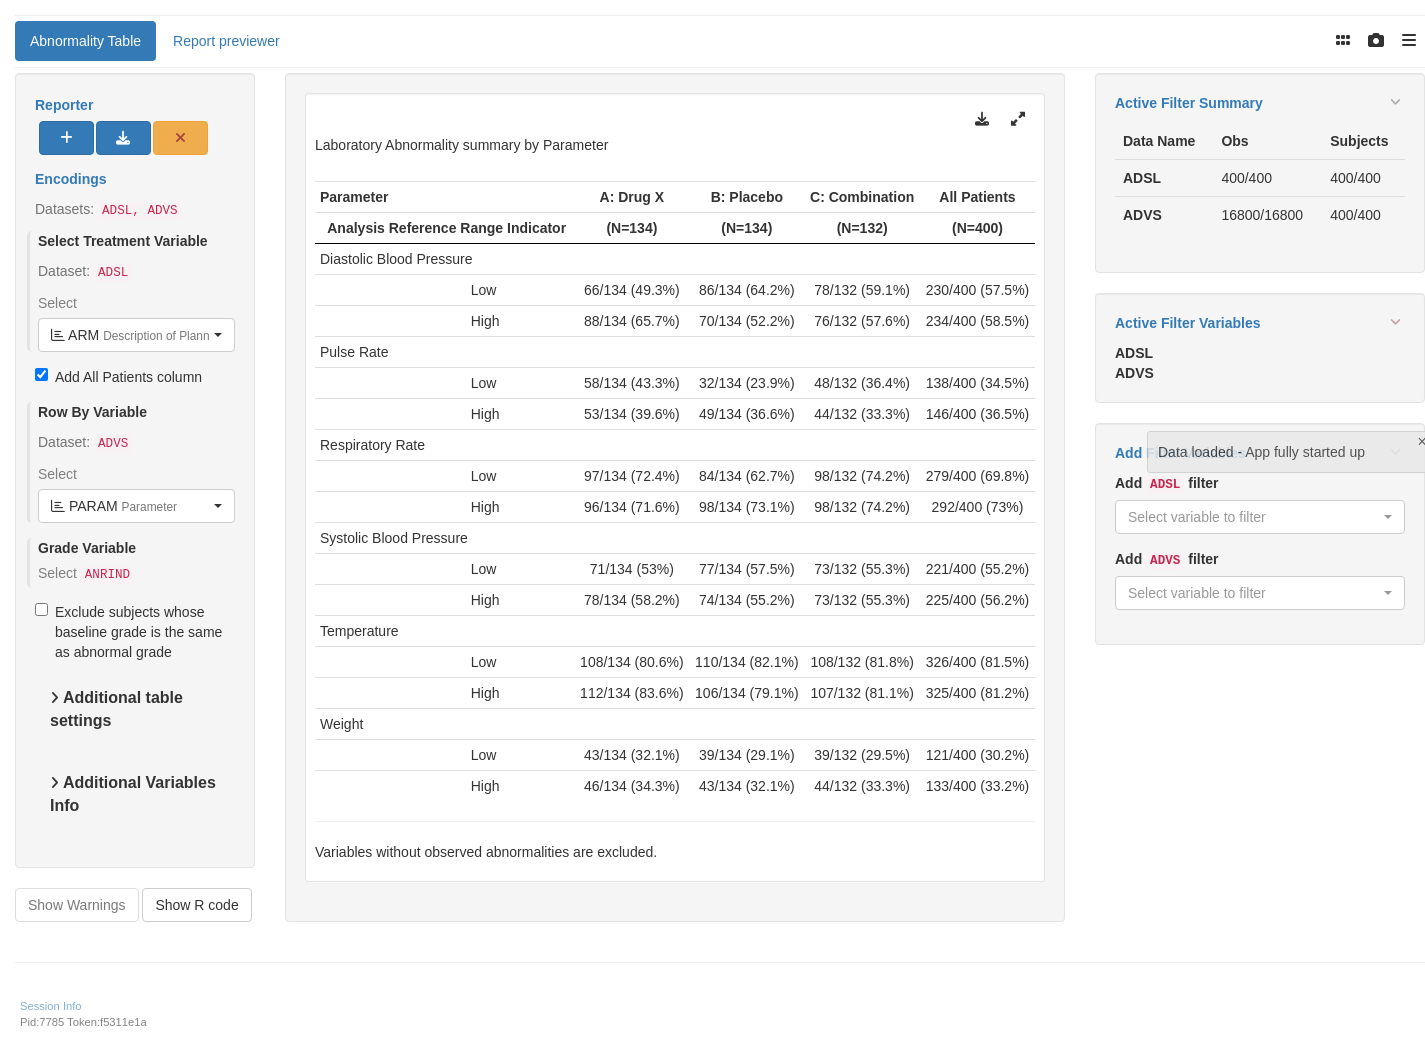 Abnormality Table Report previewer
Reporter
Encodings
Datasets: ADSL, ADVS
Select Treatment Variable
Dataset: ADSL
Select
ARM Description of Plann
Add All Patients column
Row By Variable
Dataset: ADVS
Select
PARAM Parameter
Grade Variable
Select ANRIND
Exclude subjects whose
baseline grade is the same
as abnormal grade
Additional table
settings
Additional Variables
Info
Show Warnings Show R code
Laboratory Abnormality summary by Parameter
Parameter A: Drug X B: Placebo C: Combination All Patients
Analysis Reference Range Indicator (N=134) (N=134) (N=132) (N=400)
Diastolic Blood Pressure
Low 66/134 (49.3%) 86/134 (64.2%) 78/132 (59.1%) 230/400 (57.5%)
High 88/134 (65.7%) 70/134 (52.2%) 76/132 (57.6%) 234/400 (58.5%)
Pulse Rate
Low 58/134 (43.3%) 32/134 (23.9%) 48/132 (36.4%) 138/400 (34.5%)
High 53/134 (39.6%) 49/134 (36.6%) 44/132 (33.3%) 146/400 (36.5%)
Respiratory Rate
Low 97/134 (72.4%) 84/134 (62.7%) 98/132 (74.2%) 279/400 (69.8%)
High 96/134 (71.6%) 98/134 (73.1%) 98/132 (74.2%) 292/400 (73%)
Systolic Blood Pressure
Low 71/134 (53%) 77/134 (57.5%) 73/132 (55.3%) 221/400 (55.2%)
High 78/134 (58.2%) 74/134 (55.2%) 73/132 (55.3%) 225/400 (56.2%)
Temperature
Low 108/134 (80.6%) 110/134 (82.1%) 108/132 (81.8%) 326/400 (81.5%)
High 112/134 (83.6%) 106/134 (79.1%) 107/132 (81.1%) 325/400 (81.2%)
Weight
Low 43/134 (32.1%) 39/134 (29.1%) 39/132 (29.5%) 121/400 (30.2%)
High 46/134 (34.3%) 43/134 (32.1%) 44/132 (33.3%) 133/400 (33.2%)
Variables without observed abnormalities are excluded.
Active Filter Summary
Data Name Obs Subjects
ADSL 400/400 400/400
ADVS 16800/16800 400/400
Active Filter Variables
ADSL
ADVS
Add
Data loaded - App fully started up
Add ADSL filter
Select variable to filter
Add ADVS filter
Select variable to filter
Session Info
Pid:7785 Token:f5311e1a